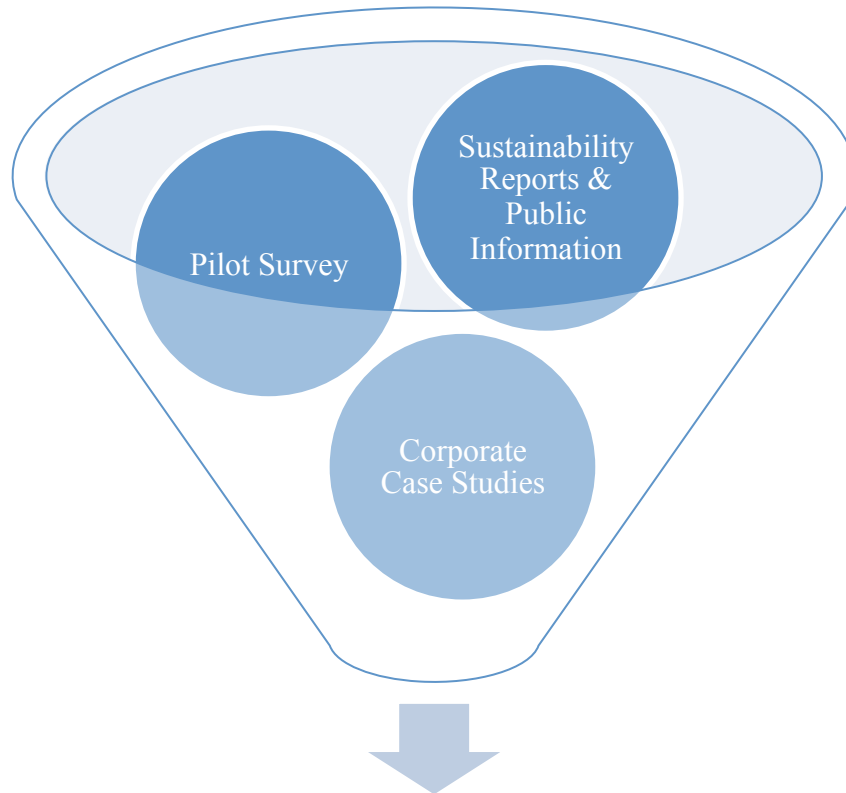 Sustainability
Reports &
Public
Information
Pilot Survey
Corporate
Case Studies